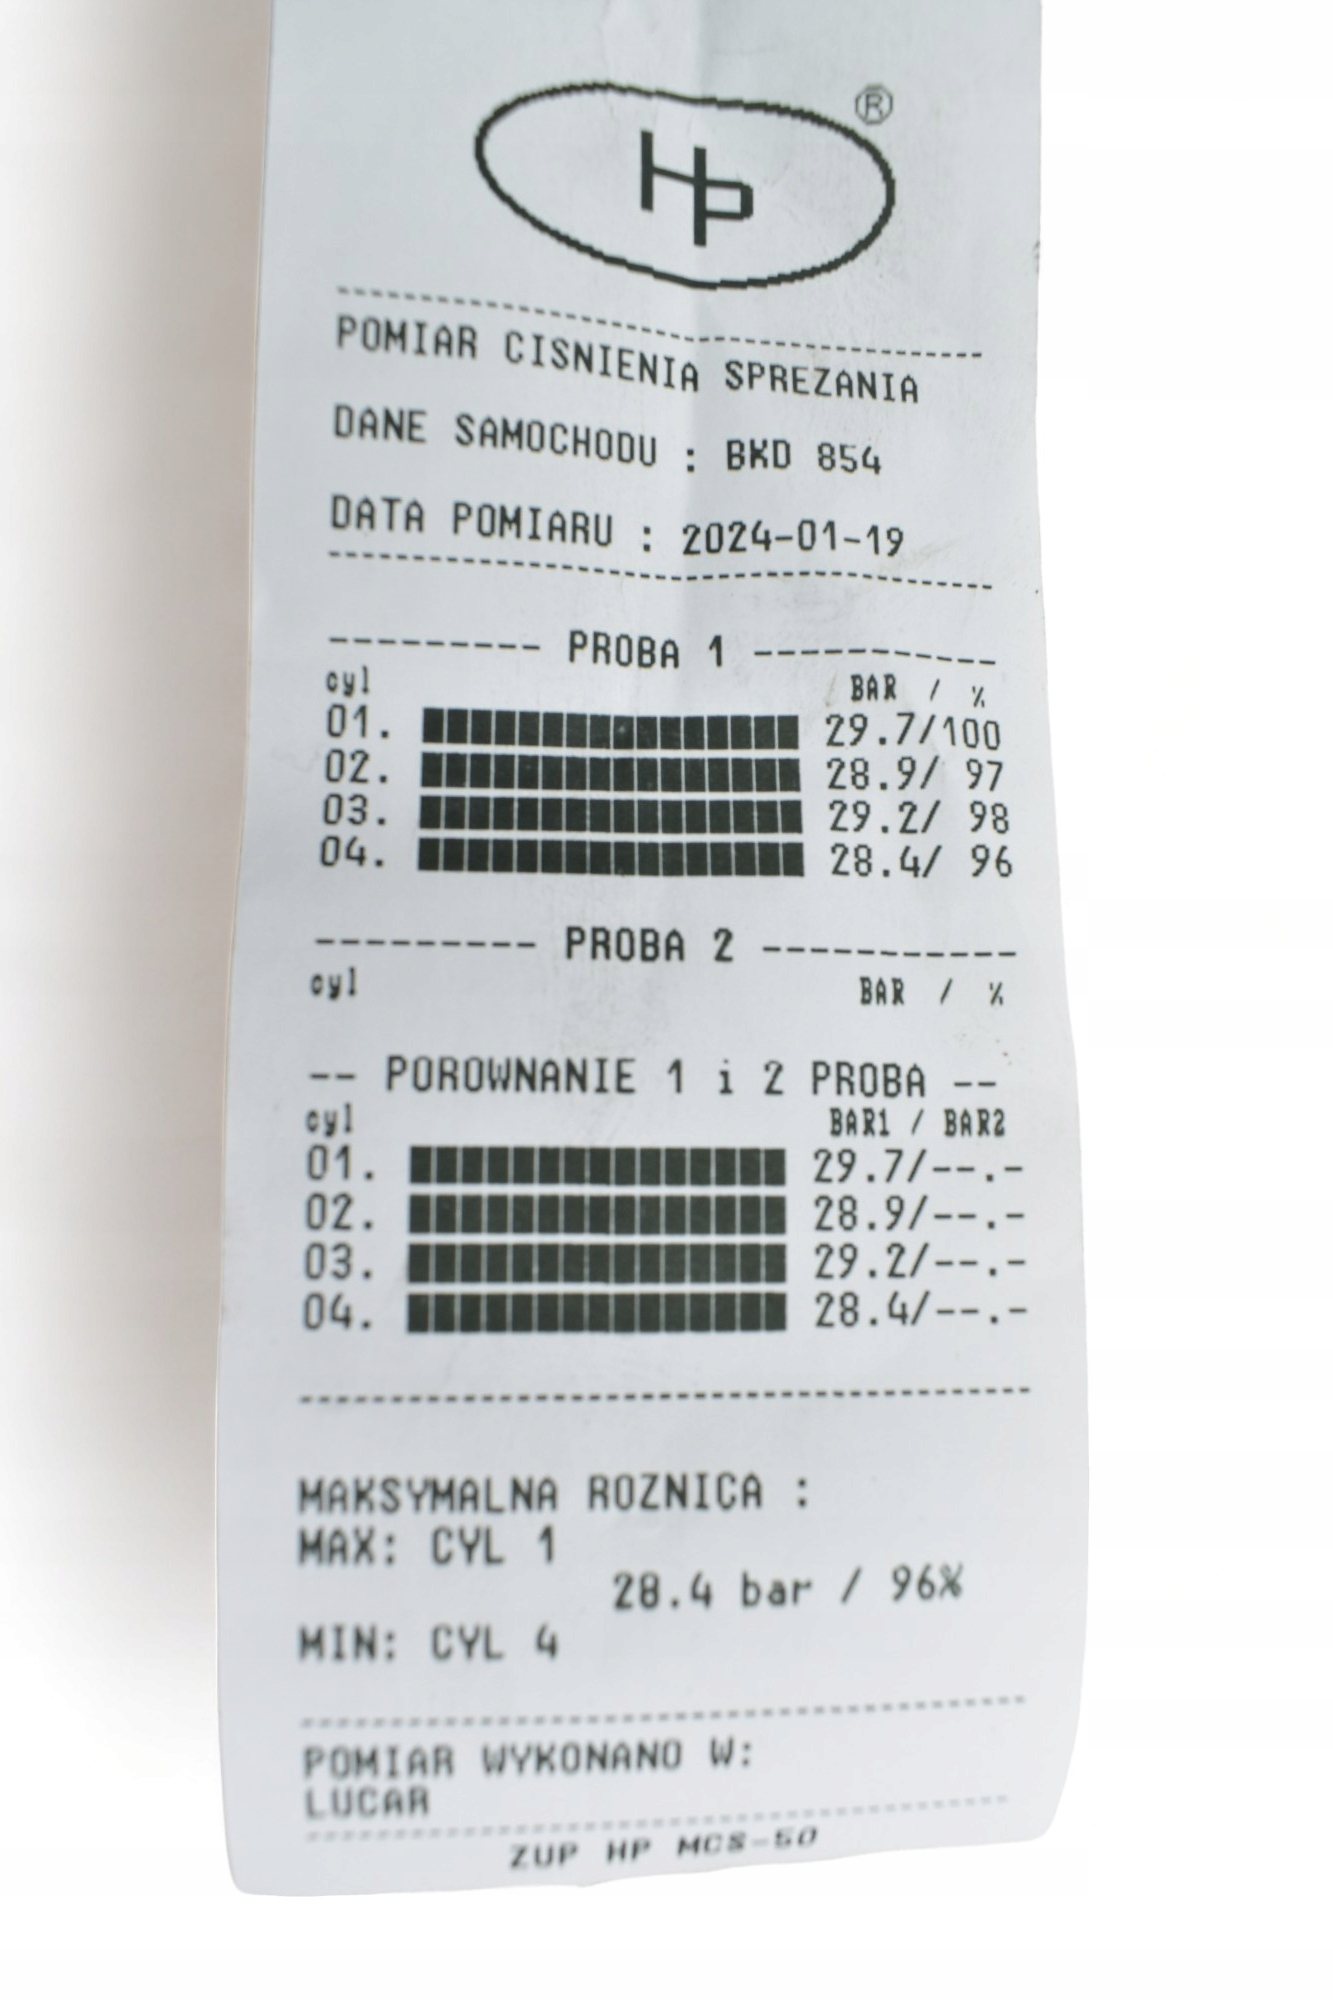 HP ®
POMIAR CISNIENIA SPREZANIA
DANE SAMOCHODU : BKD 854
DATA POMIARU : 2024-01-19
--------- PROBA 1 -----------
cyl BAR / %
01. 29.7/100
02. 28.9/ 97
03. 29.2/ 98
04. 28.4/ 96
--------- PROBA 2 -----------
cyl BAR / %
-- POROWNANIE 1 i 2 PROBA --
cyl BAR1 / BAR2
01. 29.7/--.-
02. 28.9/--.-
03. 29.2/--.-
04. 28.4/--.-
MAKSYMALNA ROZNICA :
MAX: CYL 1
28.4 bar / 96%
MIN: CYL 4
POMIAR WYKONANO W:
LUCAR
ZUP HP MCS-50